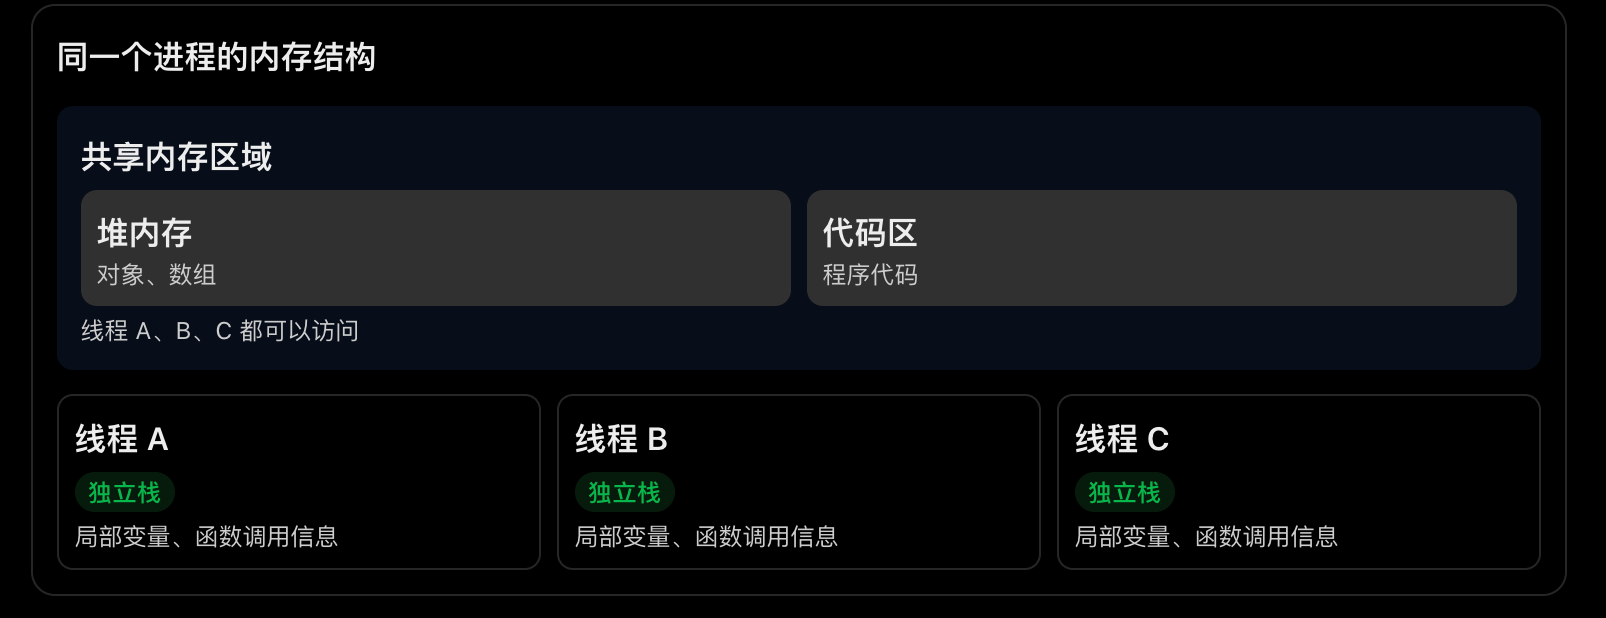 同一个进程的内存结构
共享内存区域
堆内存
对象、数组
代码区
程序代码
线程 A、B、C 都可以访问
线程 A
独立栈
局部变量、函数调用信息
线程 B
独立栈
局部变量、函数调用信息
线程 C
独立栈
局部变量、函数调用信息